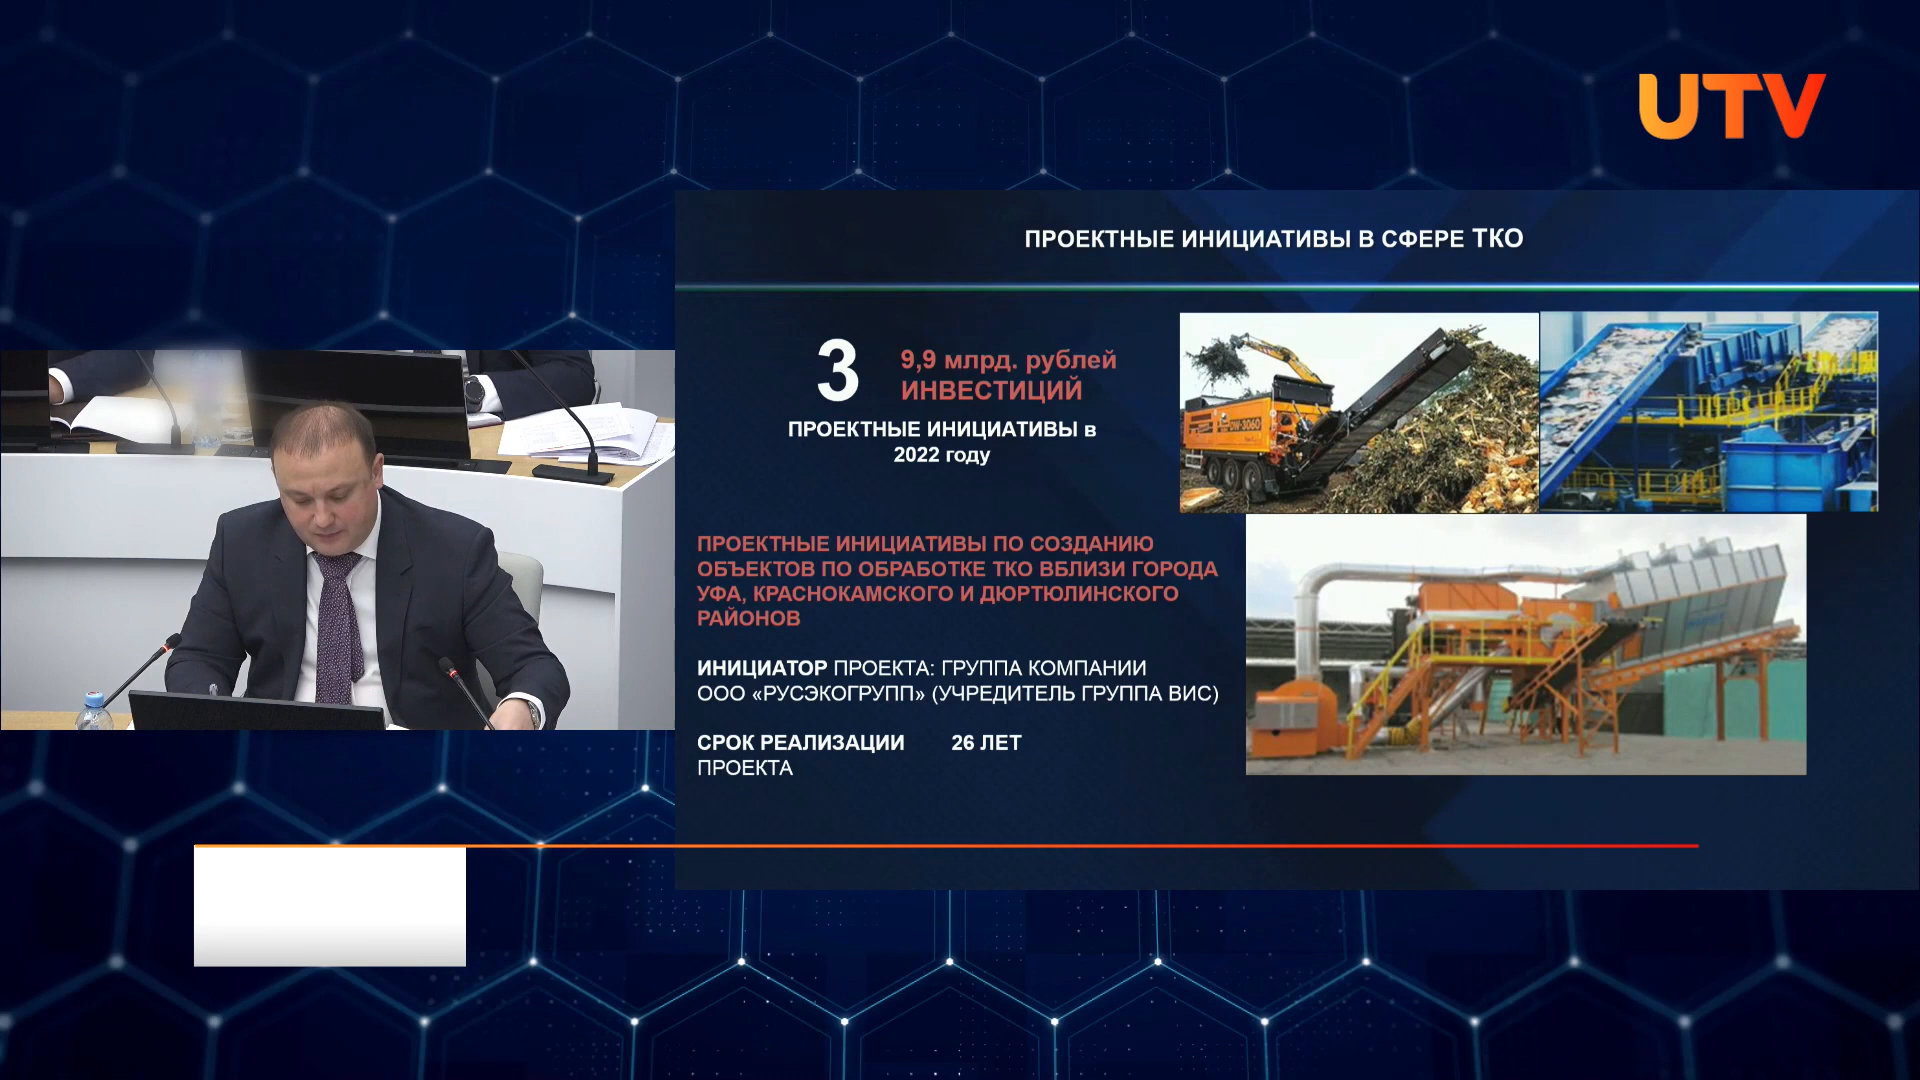 UTV
ПРОЕКТНЫЕ ИНИЦИАТИВЫ В СФЕРЕ ТКО
3
9,9 млрд. рублей
ИНВЕСТИЦИЙ
ПРОЕКТНЫЕ ИНИЦИАТИВЫ в
2022 году
DW-3060
ПРОЕКТНЫЕ ИНИЦИАТИВЫ ПО СОЗДАНИЮ
ОБЪЕКТОВ ПО ОБРАБОТКЕ ТКО ВБЛИЗИ ГОРОДА
УФА, КРАСНОКАМСКОГО И ДЮРТЮЛИНСКОГО
РАЙОНОВ
ИНИЦИАТОР ПРОЕКТА: ГРУППА КОМПАНИИ
ООО «РУСЭКОГРУПП» (УЧРЕДИТЕЛЬ ГРУППА ВИС)
СРОК РЕАЛИЗАЦИИ 26 ЛЕТ
ПРОЕКТА